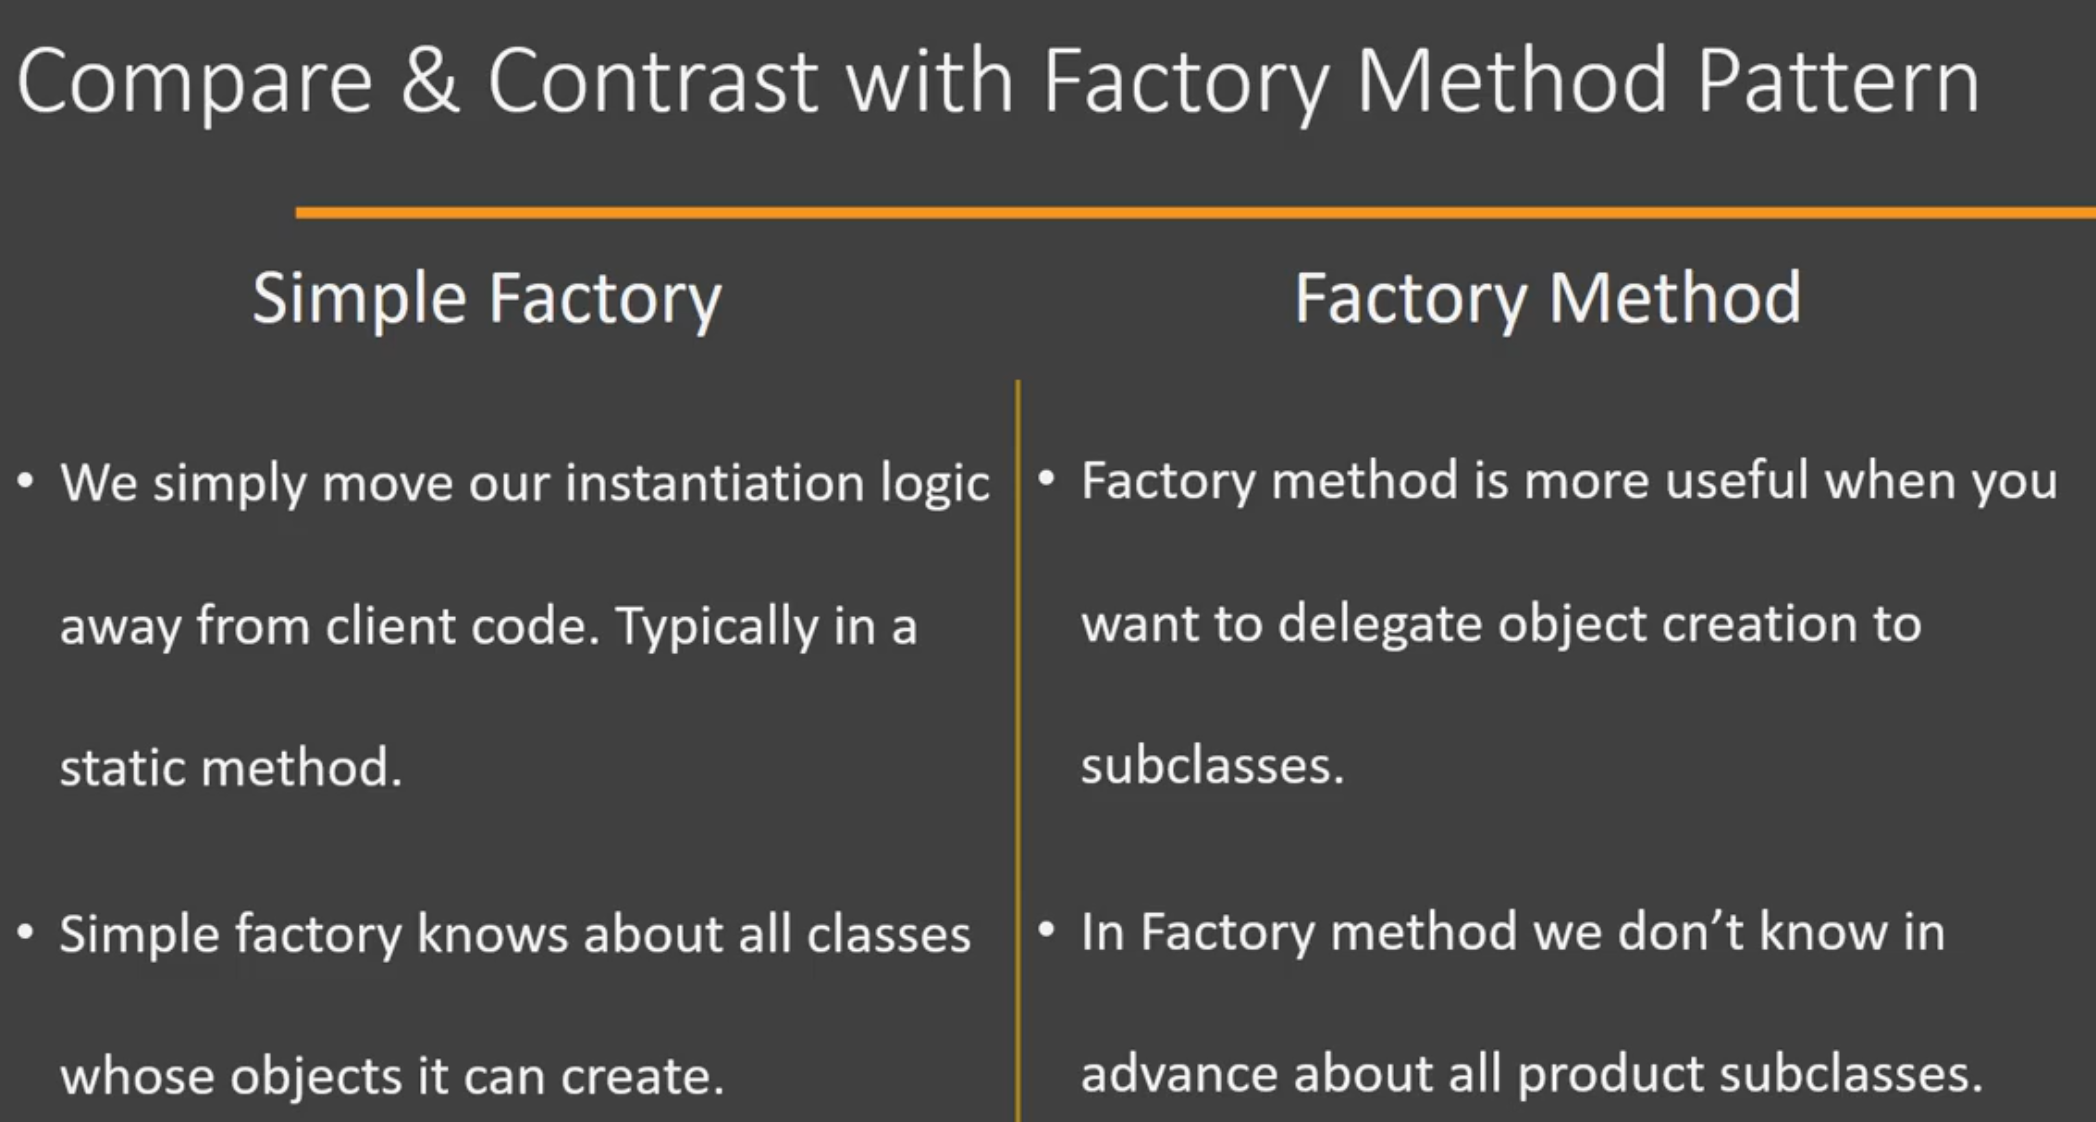 Compare & Contrast with Factory Method Pattern
Simple Factory
• We simply move our instantiation logic
away from client code. Typically in a
static method.
• Simple factory knows about all classes
whose objects it can create.
Factory Method
• Factory method is more useful when you
want to delegate object creation to
subclasses.
• In Factory method we don’t know in
advance about all product subclasses.